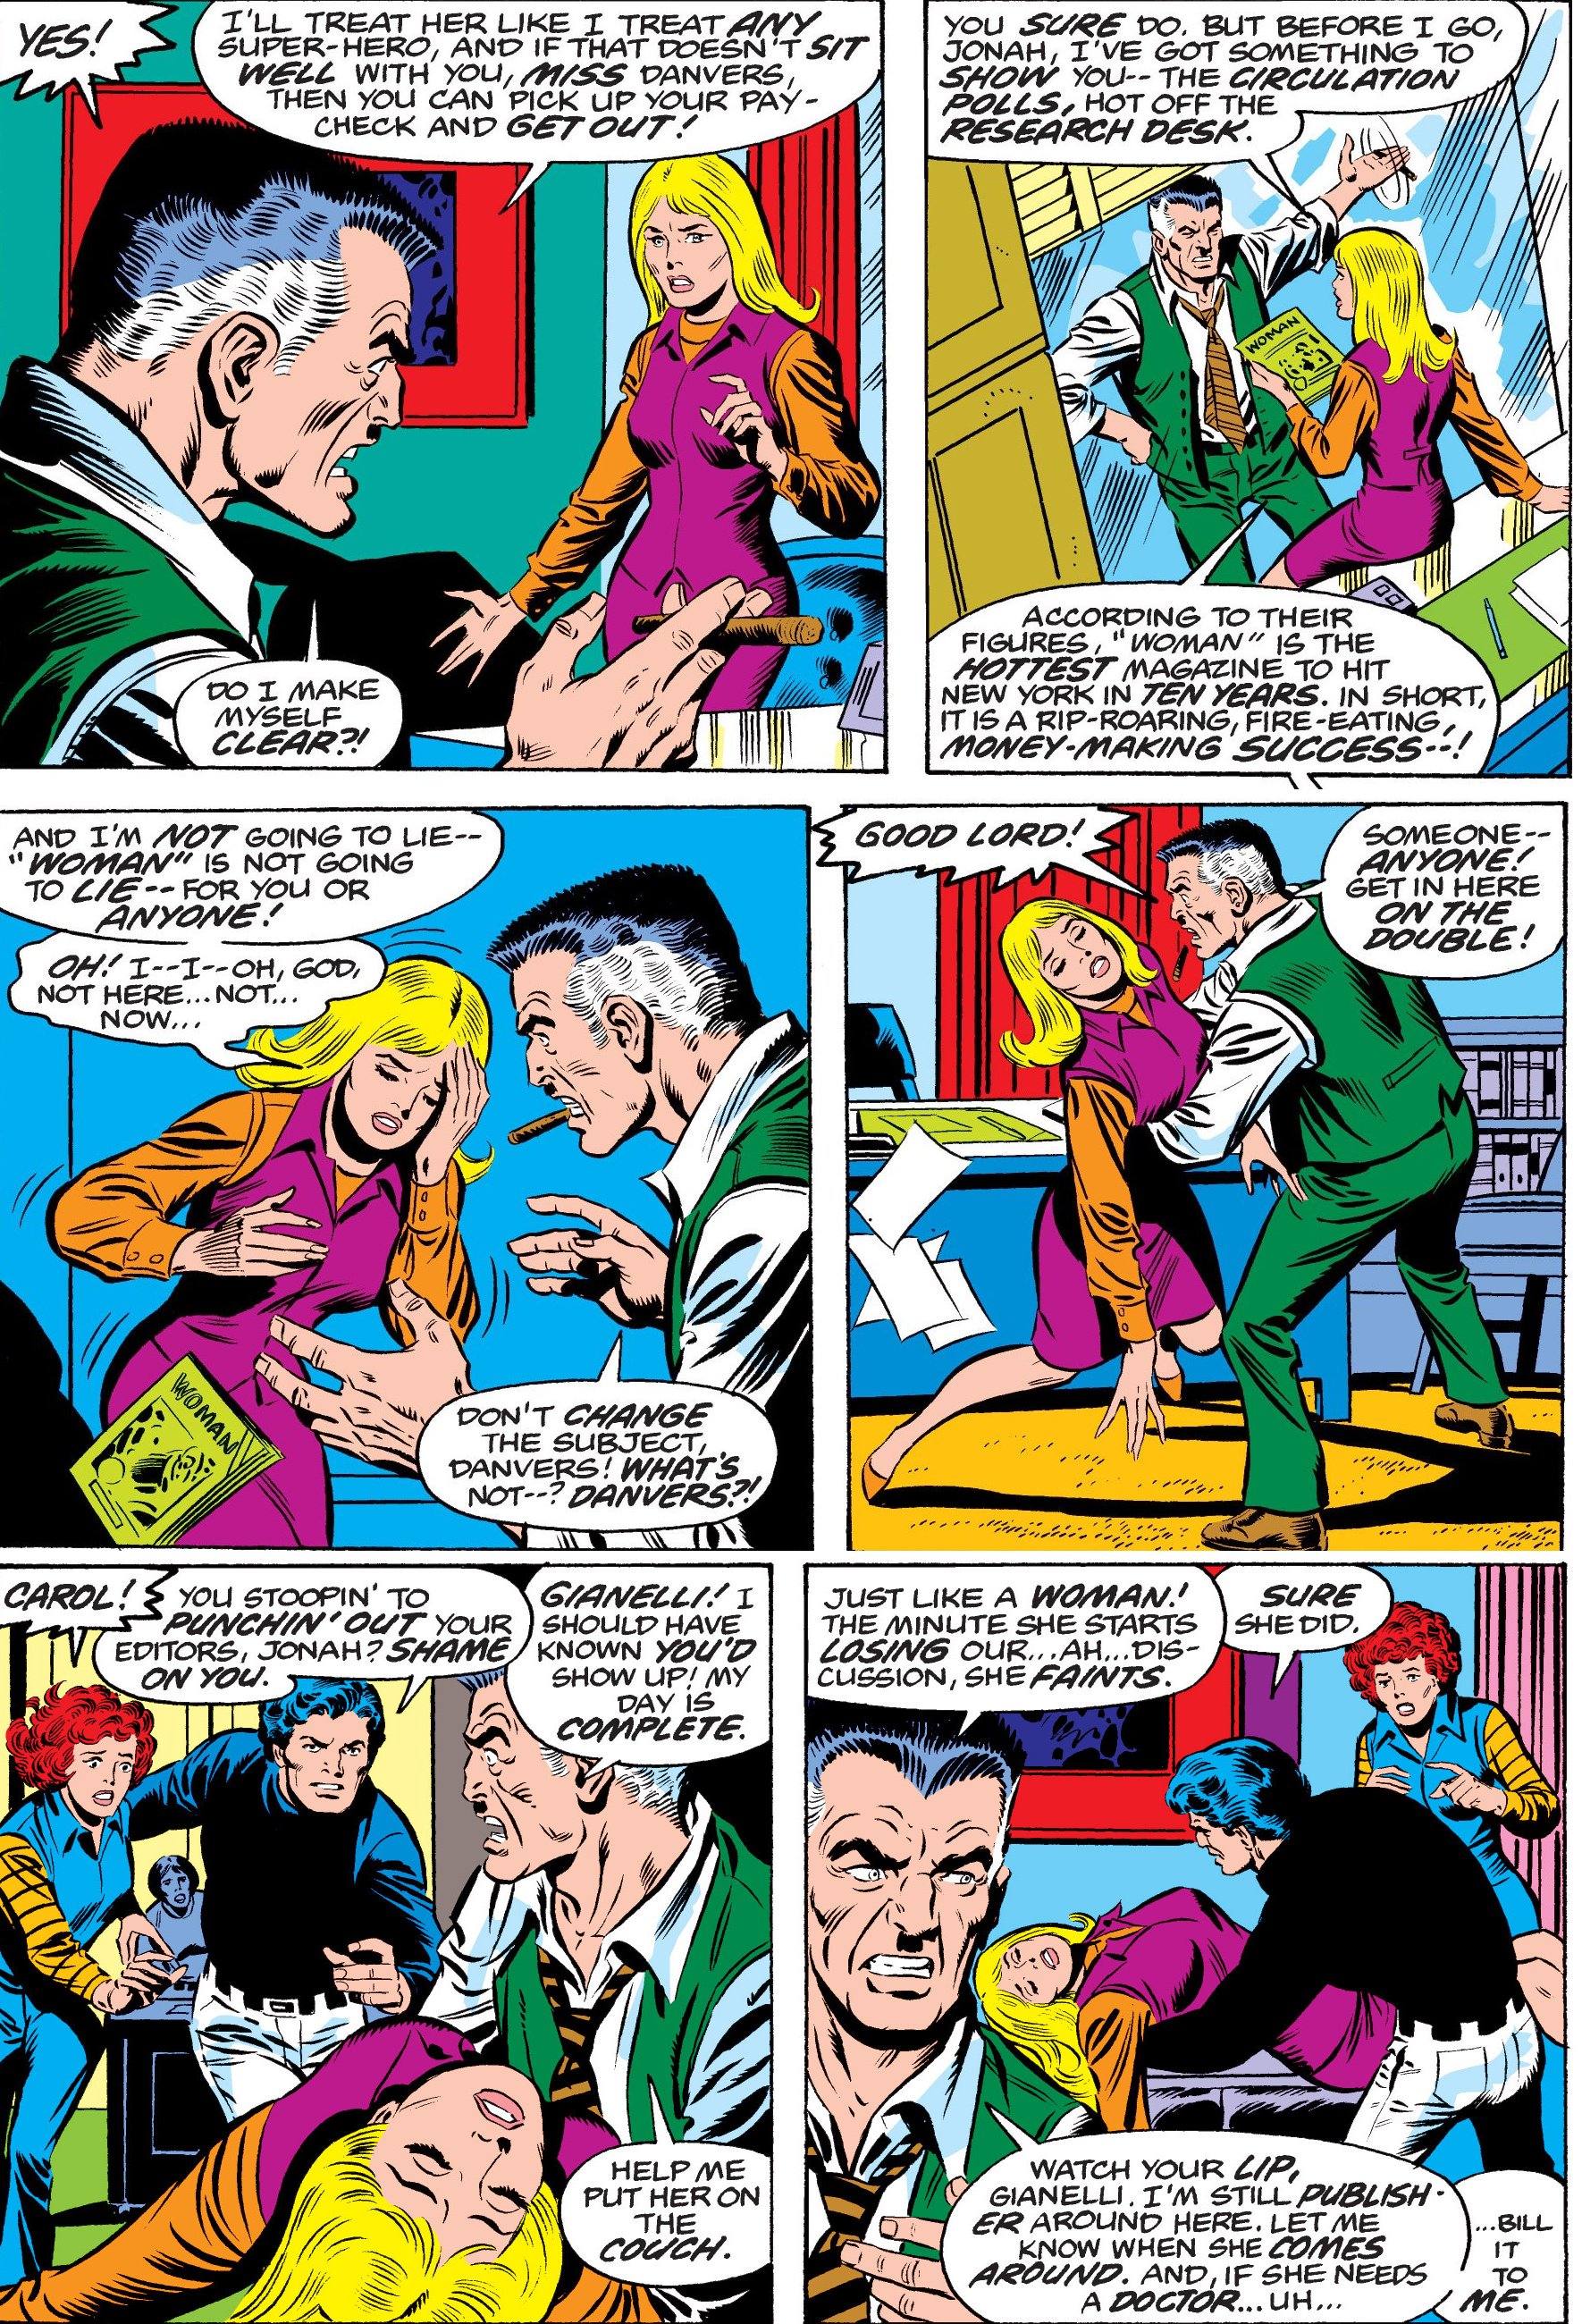 YES!
I'LL TREAT HER LIKE I TREAT ANY
SUPER-HERO, AND IF THAT DOESN'T SIT
WELL WITH YOU, MISS DANVERS,
THEN YOU CAN PICK UP YOUR PAY-
CHECK AND GET OUT!
DO I MAKE
MYSELF
CLEAR?!
YOU SURE DO. BUT BEFORE I GO,
JONAH, I'VE GOT SOMETHING TO
SHOW YOU-- THE CIRCULATION
POLLS, HOT OFF THE
RESEARCH DESK.
WOMAN
ACCORDING TO THEIR
FIGURES, "WOMAN" IS THE
HOTTEST MAGAZINE TO HIT
NEW YORK IN TEN YEARS. IN SHORT,
IT IS A RIP-ROARING, FIRE-EATING,
MONEY-MAKING SUCCESS--!
AND I'M NOT GOING TO LIE--
"WOMAN" IS NOT GOING
TO LIE-- FOR YOU OR
ANYONE!
OH! I--I--OH, GOD,
NOT HERE...NOT...
NOW...
WOMAN
DON'T CHANGE
THE SUBJECT,
DANVERS! WHAT'S
NOT--? DANVERS?!
GOOD LORD!
SOMEONE--
ANYONE!
GET IN HERE
ON THE
DOUBLE!
CAROL!
YOU STOOPIN' TO
PUNCHIN' OUT YOUR
EDITORS, JONAH? SHAME
ON YOU.
GIANELLI! I
SHOULD HAVE
KNOWN YOU'D
SHOW UP! MY
DAY IS
COMPLETE.
HELP ME
PUT HER ON
THE
COUCH.
JUST LIKE A WOMAN!
THE MINUTE SHE STARTS
LOSING OUR...AH...DIS-
CUSSION, SHE FAINTS.
SURE
SHE DID.
WATCH YOUR LIP,
GIANELLI. I'M STILL PUBLISH-
ER AROUND HERE. LET ME
KNOW WHEN SHE COMES
AROUND. AND, IF SHE NEEDS
A DOCTOR...UH...
...BILL
IT
TO
ME.